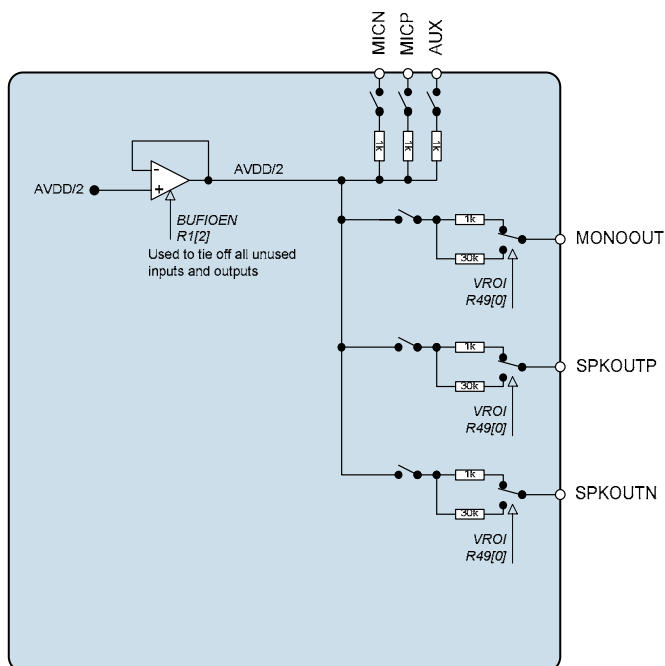 MICN
MICP
AUX
1k
1k
1k
AVDD/2
AVDD/2
-
+
BUFIOEN
R1[2]
Used to tie off all unused
inputs and outputs
1k
30k
MONOOUT
VROI
R49[0]
1k
30k
SPKOUTP
VROI
R49[0]
1k
30k
SPKOUTN
VROI
R49[0]